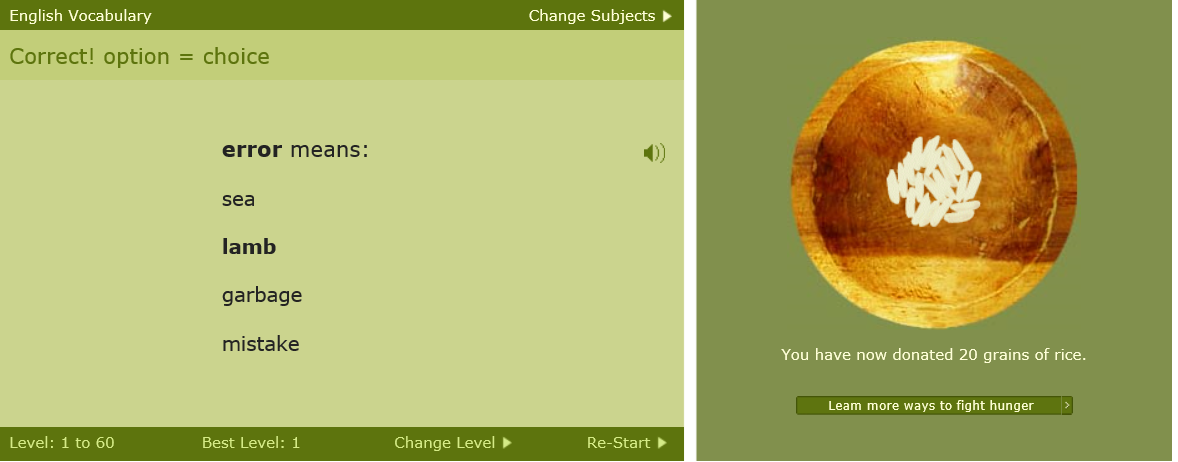 English Vocabulary
Change Subjects
Correct! option = choice
error means:
sea
lamb
garbage
mistake
Level: 1 to 60
Best Level: 1
Change Level
Re-Start
You have now donated 20 grains of rice.
Learn more ways to fight hunger